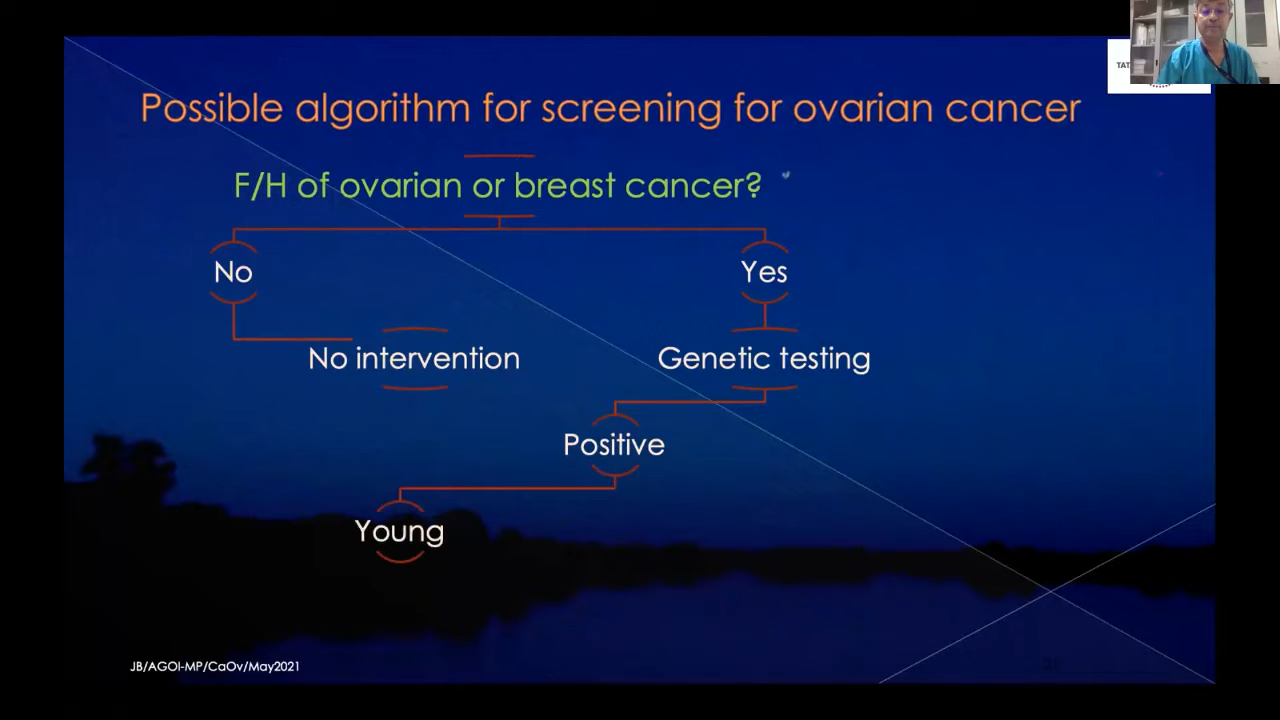 TAT
Possible algorithm for screening for ovarian cancer
F/H of ovarian or breast cancer?
No
Yes
No intervention
Genetic testing
Positive
Young
JB/AGOI-MP/CaOv/May2021